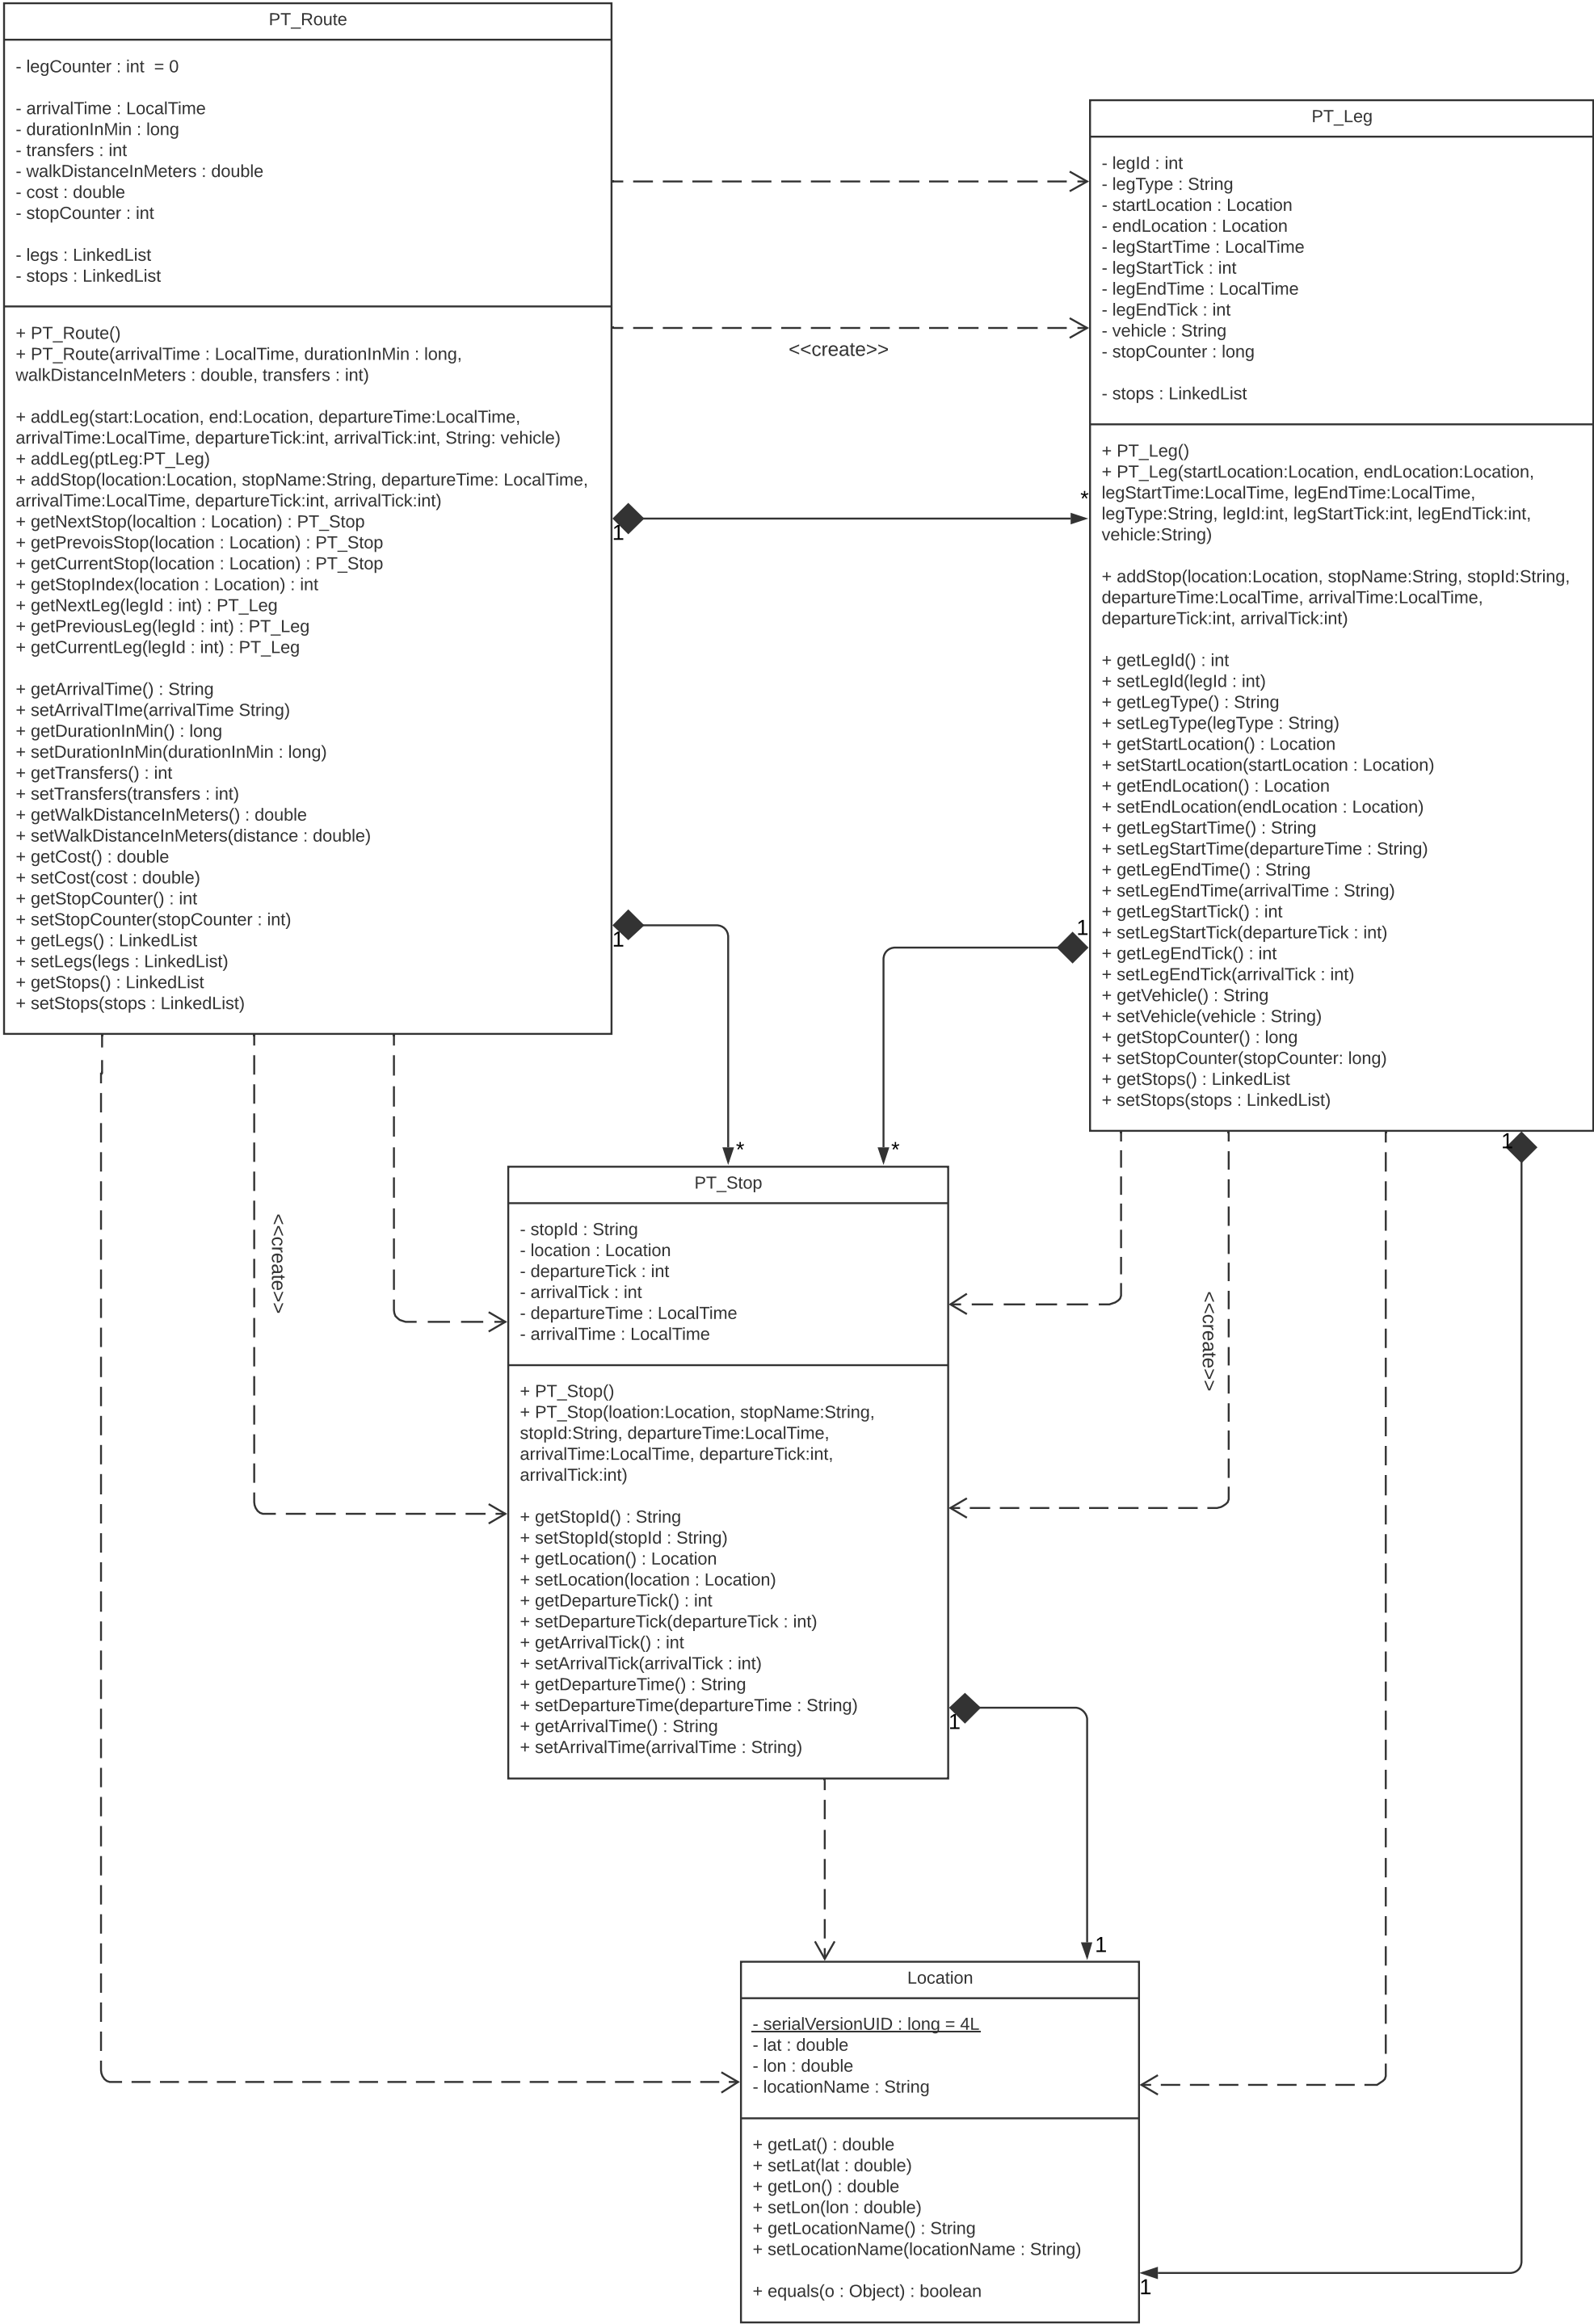 PT_Route
- legCounter : int  = 0
- arrivalTime : LocalTime
- durationInMin : long
- transfers : int
- walkDistanceInMeters : double
- cost : double
- stopCounter : int
- legs : LinkedList
- stops : LinkedList
+ PT_Route()
+ PT_Route(arrivalTime : LocalTime, durationInMin : long,
walkDistanceInMeters : double, transfers : int)
+ addLeg(start:Location, end:Location, departureTime:LocalTime,
arrivalTime:LocalTime, departureTick:int, arrivalTick:int, String: vehicle)
+ addLeg(ptLeg:PT_Leg)
+ addStop(location:Location, stopName:String, departureTime: LocalTime,
arrivalTime:LocalTime, departureTick:int, arrivalTick:int)
+ getNextStop(localtion : Location) : PT_Stop
+ getPrevoisStop(location : Location) : PT_Stop
+ getCurrentStop(location : Location) : PT_Stop
+ getStopIndex(location : Location) : int
+ getNextLeg(legId : int) : PT_Leg
+ getPreviousLeg(legId : int) : PT_Leg
+ getCurrentLeg(legId : int) : PT_Leg
+ getArrivalTime() : String
+ setArrivalTIme(arrivalTime String)
+ getDurationInMin() : long
+ setDurationInMin(durationInMin : long)
+ getTransfers() : int
+ setTransfers(transfers : int)
+ getWalkDistanceInMeters() : double
+ setWalkDistanceInMeters(distance : double)
+ getCost() : double
+ setCost(cost : double)
+ getStopCounter() : int
+ setStopCounter(stopCounter : int)
+ getLegs() : LinkedList
+ setLegs(legs : LinkedList)
+ getStops() : LinkedList
+ setStops(stops : LinkedList)
<<create>>
1
*
1
*
1
*
PT_Leg
- legId : int
- legType : String
- startLocation : Location
- endLocation : Location
- legStartTime : LocalTime
- legStartTick : int
- legEndTime : LocalTime
- legEndTick : int
- vehicle : String
- stopCounter : long
- stops : LinkedList
+ PT_Leg()
+ PT_Leg(startLocation:Location, endLocation:Location,
legStartTime:LocalTime, legEndTime:LocalTime,
legType:String, legId:int, legStartTick:int, legEndTick:int,
vehicle:String)
+ addStop(location:Location, stopName:String, stopId:String,
departureTime:LocalTime, arrivalTime:LocalTime,
departureTick:int, arrivalTick:int)
+ getLegId() : int
+ setLegId(legId : int)
+ getLegType() : String
+ setLegType(legType : String)
+ getStartLocation() : Location
+ setStartLocation(startLocation : Location)
+ getEndLocation() : Location
+ setEndLocation(endLocation : Location)
+ getLegStartTime() : String
+ setLegStartTime(departureTime : String)
+ getLegEndTime() : String
+ setLegEndTime(arrivalTime : String)
+ getLegStartTick() : int
+ setLegStartTick(departureTick : int)
+ getLegEndTick() : int
+ setLegEndTick(arrivalTick : int)
+ getVehicle() : String
+ setVehicle(vehicle : String)
+ getStopCounter() : long
+ setStopCounter(stopCounter: long)
+ getStops() : LinkedList
+ setStops(stops : LinkedList)
1
<<create>>
<<create>>
PT_Stop
- stopId : String
- location : Location
- departureTick : int
- arrivalTick : int
- departureTime : LocalTime
- arrivalTime : LocalTime
+ PT_Stop()
+ PT_Stop(loation:Location, stopName:String,
stopId:String, departureTime:LocalTime,
arrivalTime:LocalTime, departureTick:int,
arrivalTick:int)
+ getStopId() : String
+ setStopId(stopId : String)
+ getLocation() : Location
+ setLocation(location : Location)
+ getDepartureTick() : int
+ setDepartureTick(departureTick : int)
+ getArrivalTick() : int
+ setArrivalTick(arrivalTick : int)
+ getDepartureTime() : String
+ setDepartureTime(departureTime : String)
+ getArrivalTime() : String
+ setArrivalTime(arrivalTime : String)
1
1
Location
- serialVersionUID : long = 4L
- lat : double
- lon : double
- locationName : String
+ getLat() : double
+ setLat(lat : double)
+ getLon() : double
+ setLon(lon : double)
+ getLocationName() : String
+ setLocationName(locationName : String)
+ equals(o : Object) : boolean
1